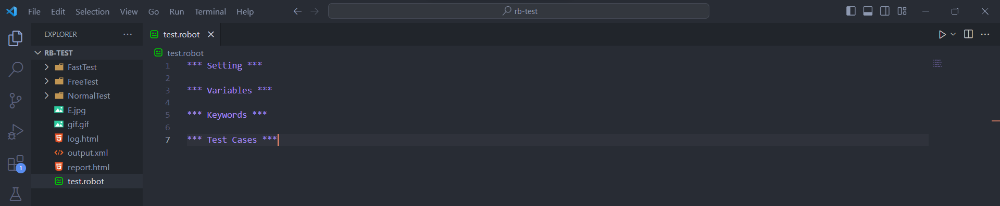 File Edit Selection View Go Run Terminal Help rb-test
EXPLORER
test.robot
RB-TEST
FastTest
FreeTest
NormalTest
E.jpg
gif.gif
log.html
output.xml
report.html
test.robot
1
test.robot
1 *** Setting ***
2
3 *** Variables ***
4
5 *** Keywords ***
6
7 *** Test Cases ***